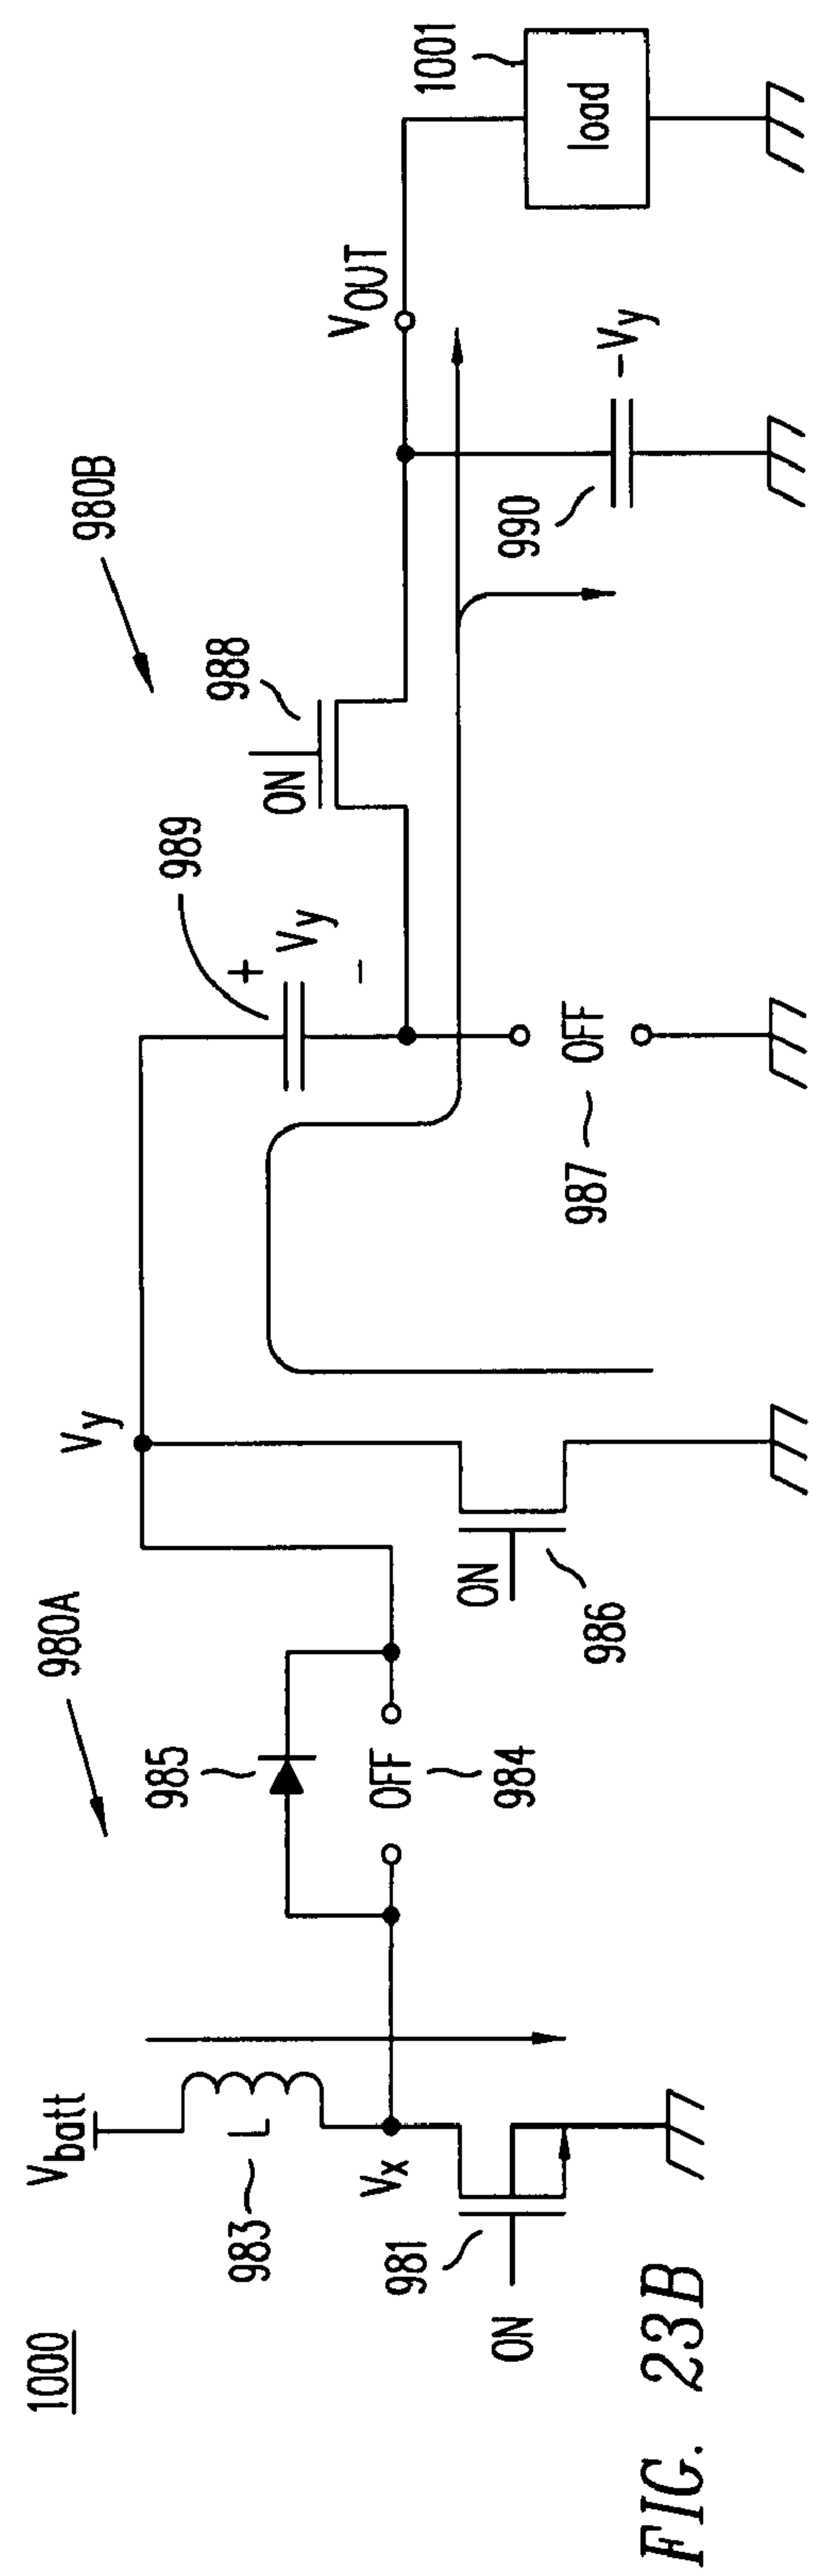 1000
980A
980B
Vbatt
983
L
Vx
981
ON
985
OFF
984
Vy
ON
986
989
+
Vy
−
OFF
987
988
ON
VOUT
990
−Vy
1001
load
FIG. 23B